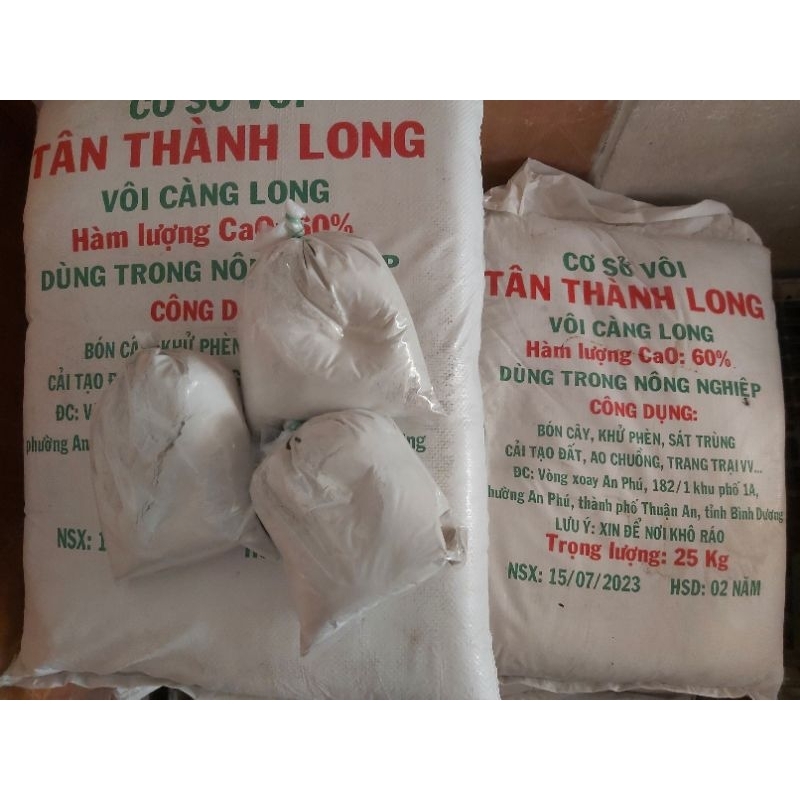 CƠ SỞ VÔI
TÂN THÀNH LONG
VÔI CÀNG LONG
Hàm lượng CaO: 60%
DÙNG TRONG NÔNG
CÔNG D
BÓN CÂY, KHỬ PHÈN
CẢI TẠO
ĐC:
phường An
NSX:
CƠ SỞ VÔI
TÂN THÀNH LONG
VÔI CÀNG LONG
Hàm lượng CaO: 60%
DÙNG TRONG NÔNG NGHIỆP
CÔNG DỤNG:
BÓN CÂY, KHỬ PHÈN, SÁT TRÙNG
CẢI TẠO ĐẤT, AO CHUỒNG, TRANG TRẠI VV...
ĐC: Vòng xoay An Phú, 182/1 khu phố 1A,
hường An Phú, thành phố Thuận An, tỉnh Bình Dương
LƯU Ý: XIN ĐỂ NƠI KHÔ RÁO
Trọng lượng: 25 Kg
NSX: 15/07/2023 HSD: 02 NĂM